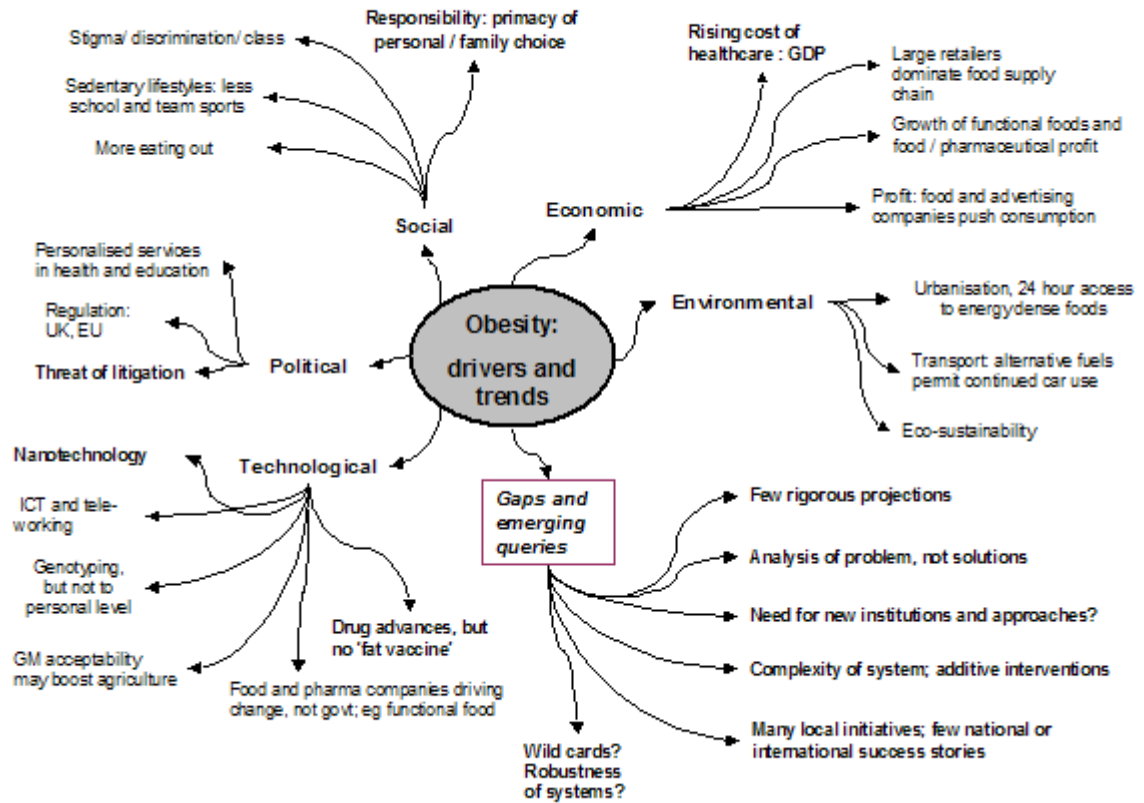 Responsibility: primacy of
personal / family choice
Stigma/ discrimination/ class
Sedentary lifestyles: less
school and team sports
More eating out
Social
Rising cost of
healthcare : GDP
Large retailers
dominate food supply
chain
Growth of functional foods and
food / pharmaceutical profit
Profit: food and advertising
companies push consumption
Economic
Personalised services
in health and education
Regulation:
UK, EU
Threat of litigation
Political
Obesity:
drivers and
trends
Environmental
Urbanisation, 24 hour access
to energydense foods
Transport: alternative fuels
permit continued car use
Eco-sustainability
Technological
Nanotechnology
ICT and tele-
working
Genotyping,
but not to
personal level
GM acceptability
may boost agriculture
Food and pharma companies driving
change, not govt; eg functional food
Drug advances, but
no 'fat vaccine'
Gaps and
emerging
queries
Few rigorous projections
Analysis of problem, not solutions
Need for new institutions and approaches?
Complexity of system; additive interventions
Many local initiatives; few national or
international success stories
Wild cards?
Robustness
of systems?